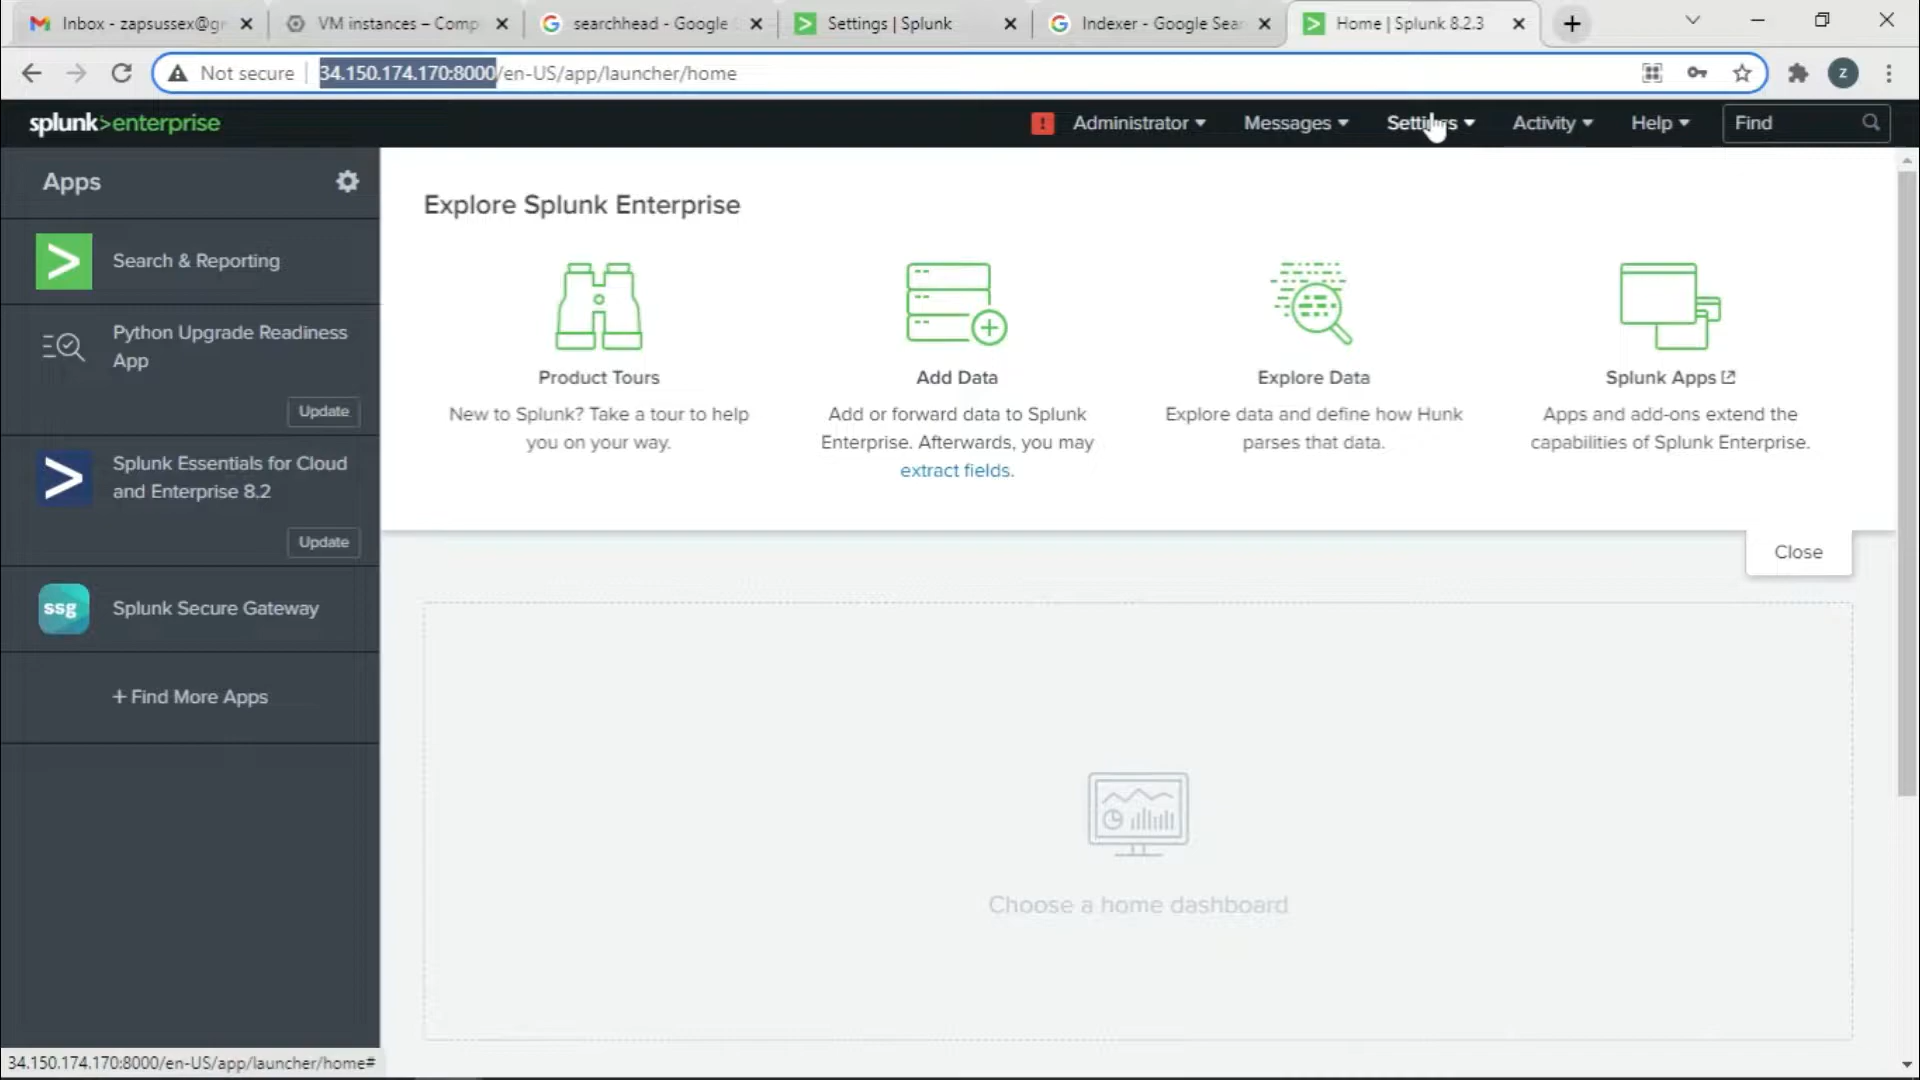 Inbox - zapsussex@g
VM instances – Comp
searchhead - Google
Settings | Splunk
Indexer - Google Sear
Home | Splunk 8.2.3
Not secure
34.150.174.170:8000/en-US/app/launcher/home
z
splunk>enterprise
!
Administrator
Messages
Settings
Activity
Help
Find
Apps
Search & Reporting
Python Upgrade Readiness
App
Update
Splunk Essentials for Cloud
and Enterprise 8.2
Update
ssg
Splunk Secure Gateway
+ Find More Apps
Explore Splunk Enterprise
Product Tours
New to Splunk? Take a tour to help
you on your way.
Add Data
Add or forward data to Splunk
Enterprise. Afterwards, you may
extract fields.
Explore Data
Explore data and define how Hunk
parses that data.
Splunk Apps
Apps and add-ons extend the
capabilities of Splunk Enterprise.
Close
Choose a home dashboard
34.150.174.170:8000/en-US/app/launcher/home#